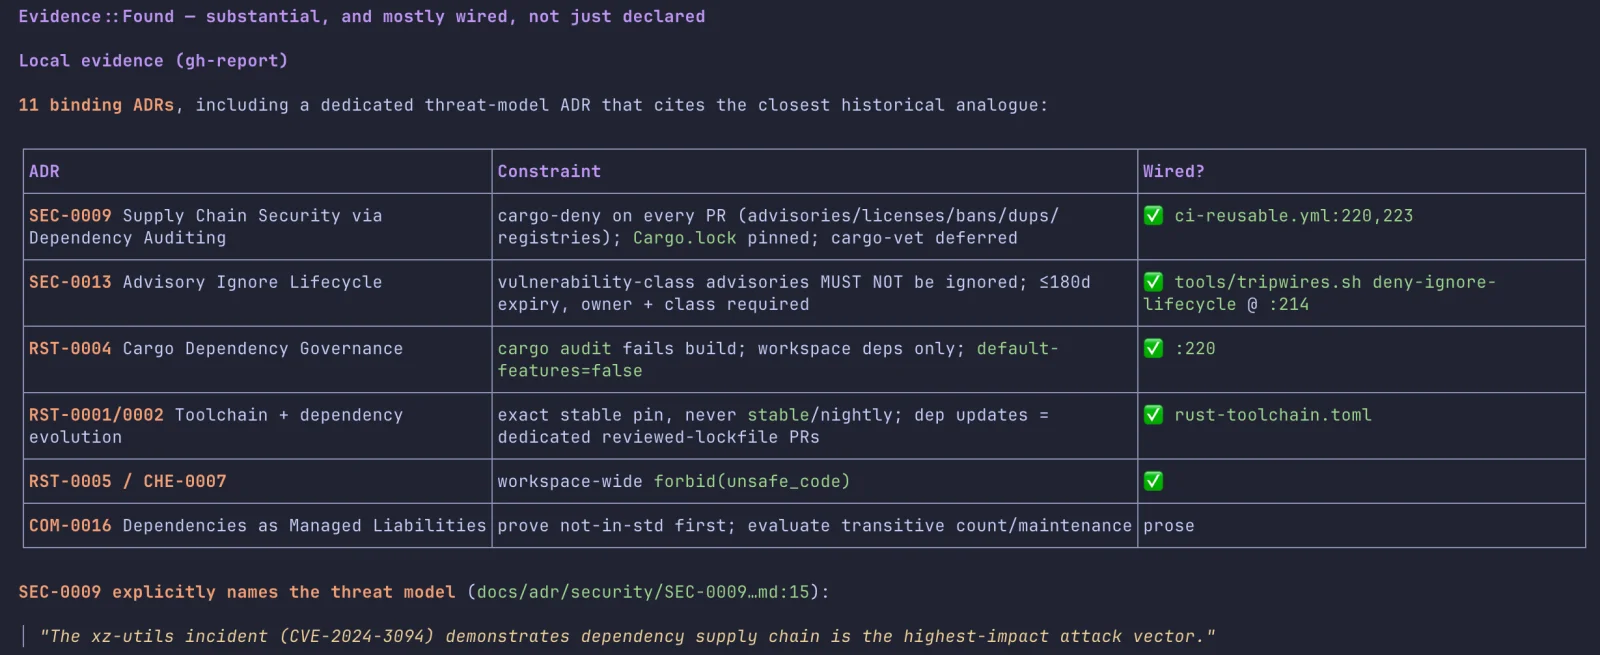 Evidence::Found — substantial, and mostly wired, not just declared
Local evidence (gh-report)
11 binding ADRs, including a dedicated threat-model ADR that cites the closest historical analogue:
ADR
Constraint
Wired?
SEC-0009 Supply Chain Security via
Dependency Auditing
cargo-deny on every PR (advisories/licenses/bans/dups/
registries); Cargo.lock pinned; cargo-vet deferred
✅ ci-reusable.yml:220,223
SEC-0013 Advisory Ignore Lifecycle
vulnerability-class advisories MUST NOT be ignored; ≤180d
expiry, owner + class required
✅ tools/tripwires.sh deny-ignore-
lifecycle @ :214
RST-0004 Cargo Dependency Governance
cargo audit fails build; workspace deps only; default-
features=false
✅ :220
RST-0001/0002 Toolchain + dependency
evolution
exact stable pin, never stable/nightly; dep updates =
dedicated reviewed-lockfile PRs
✅ rust-toolchain.toml
RST-0005 / CHE-0007
workspace-wide forbid(unsafe_code)
✅
COM-0016 Dependencies as Managed Liabilities
prove not-in-std first; evaluate transitive count/maintenance
prose
SEC-0009 explicitly names the threat model (docs/adr/security/SEC-0009…md:15):
"The xz-utils incident (CVE-2024-3094) demonstrates dependency supply chain is the highest-impact attack vector."